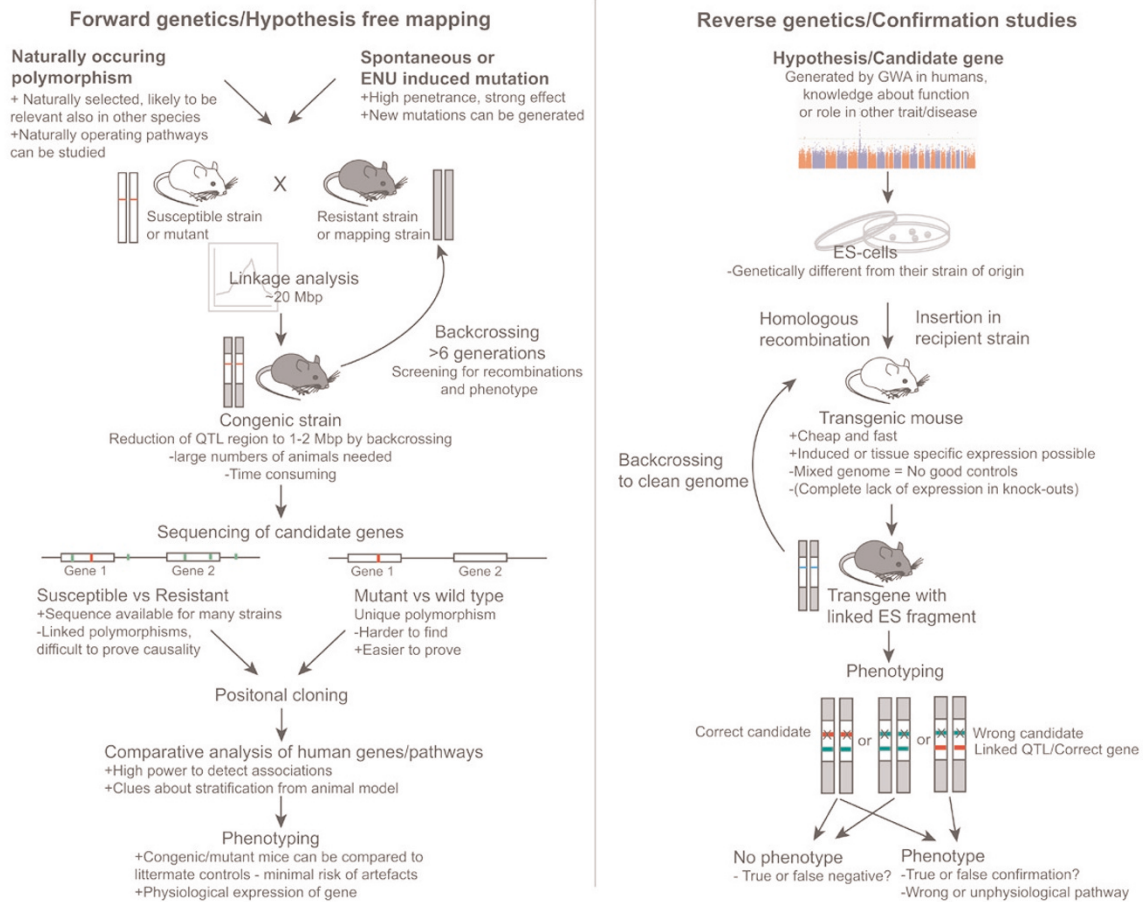 Forward genetics/Hypothesis free mapping
Naturally occuring
polymorphism
+ Naturally selected, likely to be
relevant also in other species
+Naturally operating pathways
can be studied
Spontaneous or
ENU induced mutation
+High penetrance, strong effect
+New mutations can be generated
X
Susceptible strain
or mutant
Resistant strain
or mapping strain
Linkage analysis
~20 Mbp
Backcrossing
>6 generations
Screening for recombinations
and phenotype
Congenic strain
Reduction of QTL region to 1-2 Mbp by backcrossing
-large numbers of animals needed
-Time consuming
Sequencing of candidate genes
Gene 1
Gene 2
Gene 1
Gene 2
Susceptible vs Resistant
+Sequence available for many strains
-Linked polymorphisms,
difficult to prove causality
Mutant vs wild type
Unique polymorphism
-Harder to find
+Easier to prove
Positonal cloning
Comparative analysis of human genes/pathways
+High power to detect associations
+Clues about stratification from animal model
Phenotyping
+Congenic/mutant mice can be compared to
littermate controls - minimal risk of artefacts
+Physiological expression of gene
Reverse genetics/Confirmation studies
Hypothesis/Candidate gene
Generated by GWA in humans,
knowledge about function
or role in other trait/disease
ES-cells
-Genetically different from their strain of origin
Homologous
recombination
Insertion in
recipient strain
Transgenic mouse
+Cheap and fast
+Induced or tissue specific expression possible
-Mixed genome = No good controls
-(Complete lack of expression in knock-outs)
Backcrossing
to clean genome
Transgene with
linked ES fragment
Phenotyping
Correct candidate
or
or
Wrong candidate
Linked QTL/Correct gene
No phenotype
- True or false negative?
Phenotype
-True or false confirmation?
-Wrong or unphysiological pathway